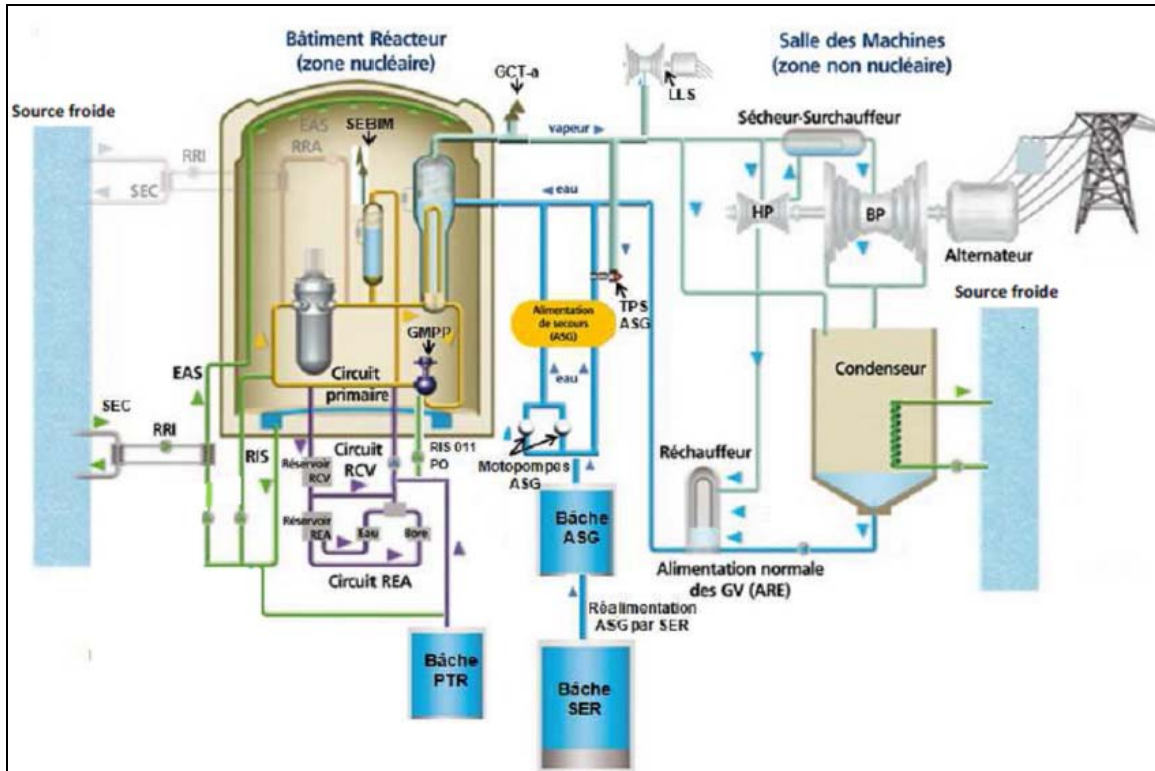 Bâtiment Réacteur
(zone nucléaire)
Salle des Machines
(zone non nucléaire)
GCT-a
LLS
Source froide
SEBIM
EAS
RRA
vapeur
Sécheur-Surchauffeur
RRI
SEC
eau
HP
BP
Alternateur
TPS
ASG
Source froide
Alimentation
de secours
(ASG)
GMPP
Circuit
primaire
Condenseur
EAS
SEC
RRI
RIS
eau
Circuit
RCV
RIS 011
PO
Motopompes
ASG
Réchauffeur
Réservoir
RCV
Réservoir
REA
Eau
Bore
Circuit REA
Bâche
ASG
Alimentation normale
des GV (ARE)
Réalimentation
ASG par SER
Bâche
PTR
Bâche
SER